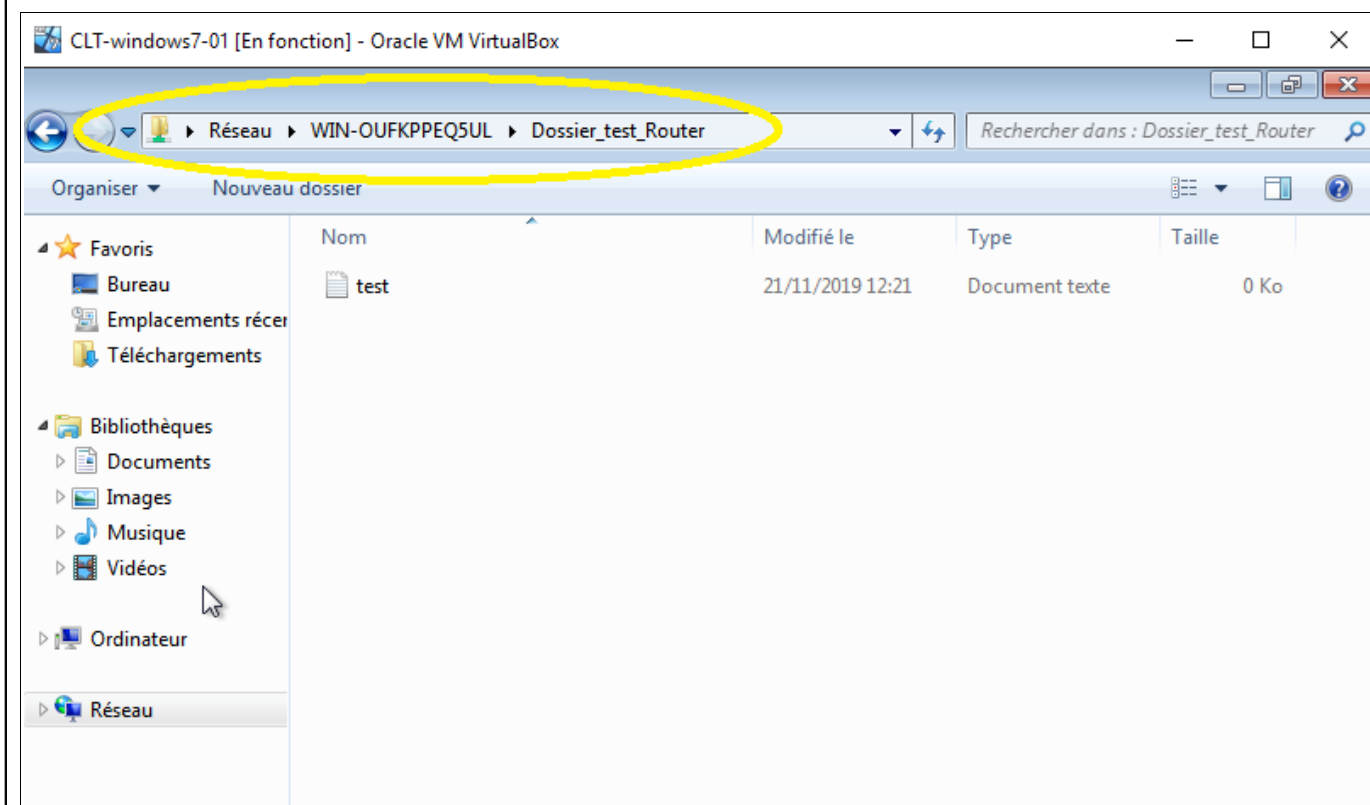 CLT-windows7-01 [En fonction] - Oracle VM VirtualBox
Réseau WIN-OUFKPPEQ5UL Dossier_test_Router
Rechercher dans : Dossier_test_Router
Organiser Nouveau dossier
Nom Modifié le Type Taille
test 21/11/2019 12:21 Document texte 0 Ko
Favoris
Bureau
Emplacements récer
Téléchargements
Bibliothèques
Documents
Images
Musique
Vidéos
Ordinateur
Réseau